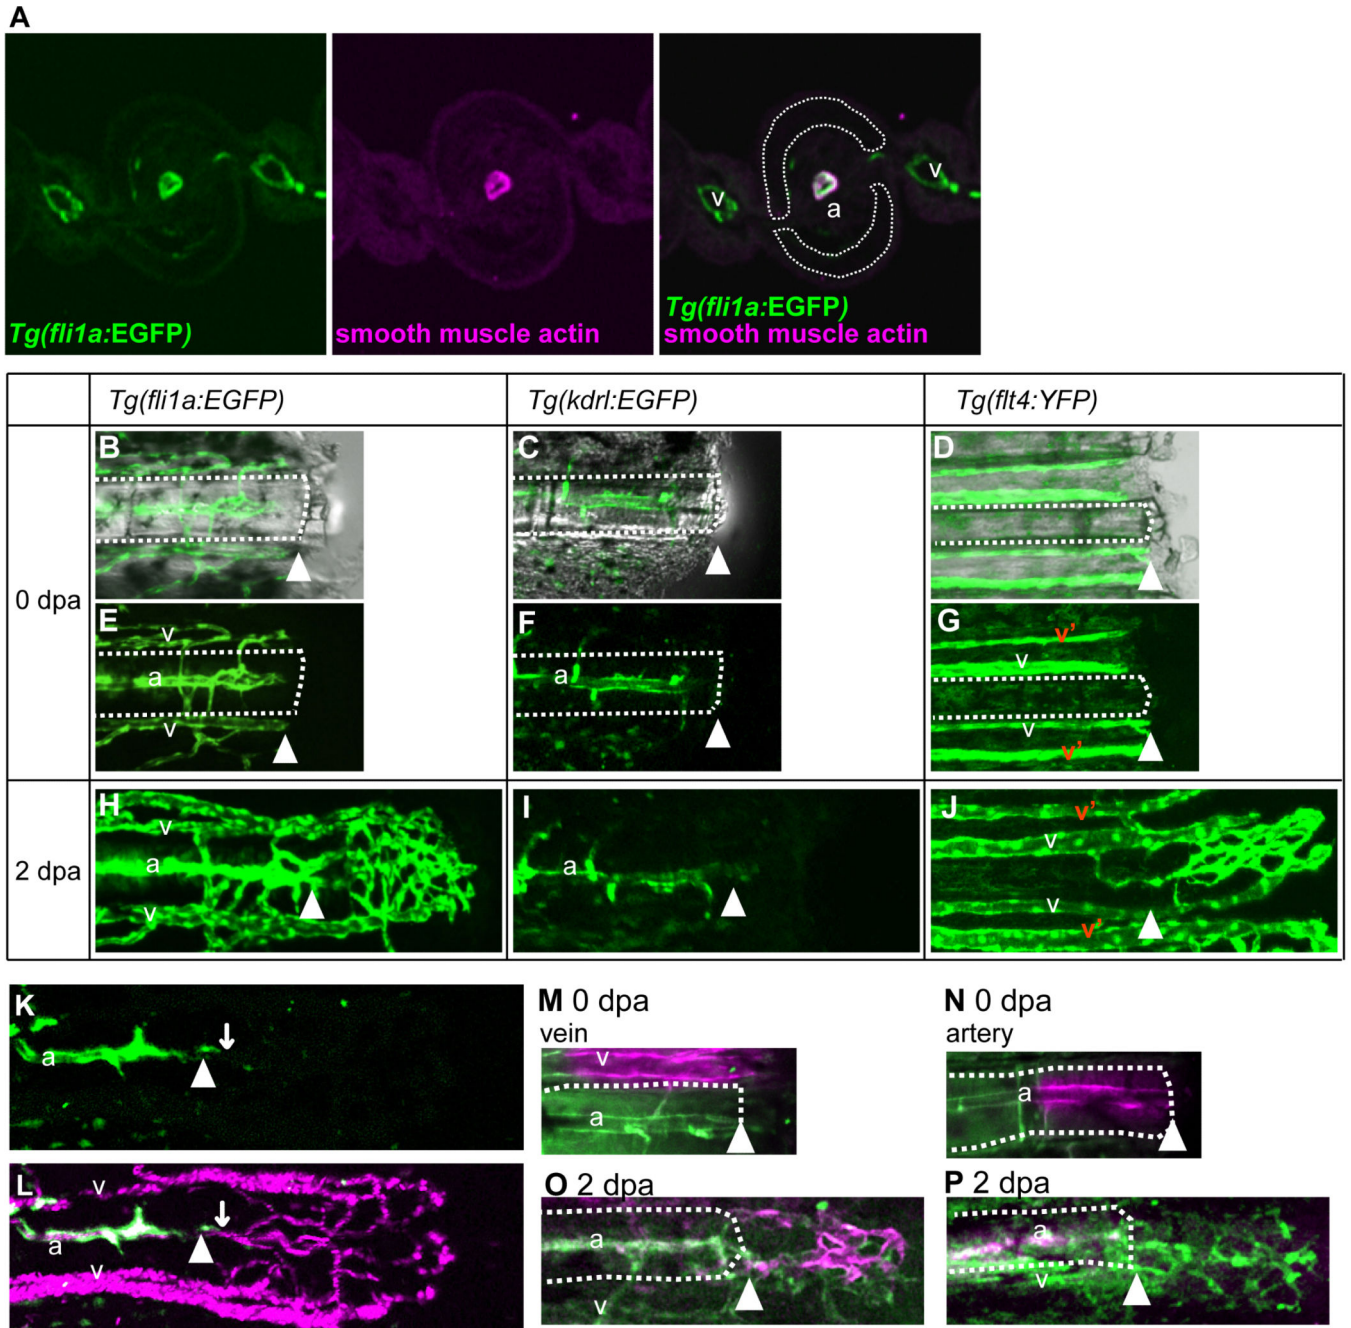 A
v
v
a
Tg(fli1a:EGFP)
smooth muscle actin
Tg(fli1a:EGFP)
smooth muscle actin
Tg(fli1a:EGFP)
Tg(kdrl:EGFP)
Tg(flt4:YFP)
0 dpa
B
C
D
E
v
a
v
F
a
G
v'
v
v
v'
2 dpa
H
v
a
v
I
a
J
v'
v
v
v'
K
a
L
v
a
v
M 0 dpa
vein
v
a
N 0 dpa
artery
a
O 2 dpa
a
v
P 2 dpa
a
v